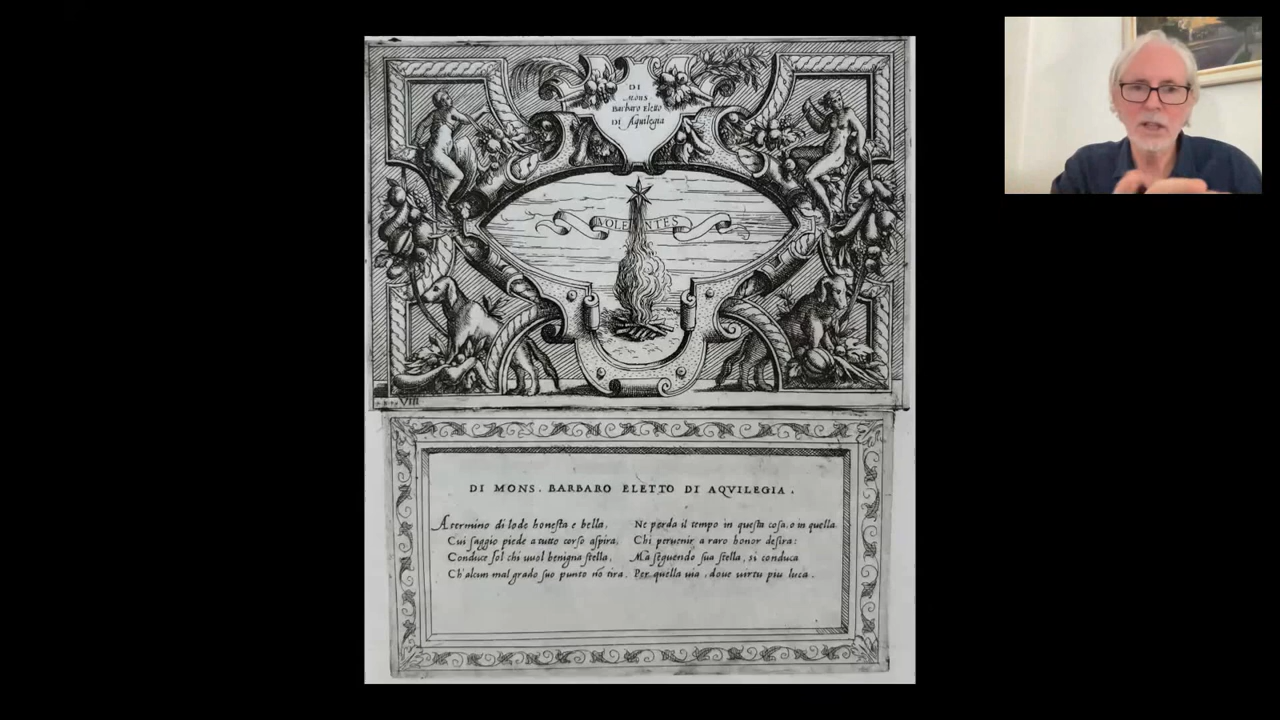 DI
Mons
Barbaro Eletto
DI Aquilegia
VOLENTES
VIII
DI MONS. BARBARO ELETTO DI AQVILEGIA.
A termino di lode honesta e bella,
Cui saggio piede a tutto corso aspira,
Conduce sol chi vuol benigna stella,
Ch'alcun mal grado suo punto nõ tira.
Ne perda il tempo in questa cosa, o in quella
Chi peruenir a raro honor desira:
Ma seguendo sua stella, si conduca
Per quella uia, doue uirtu piu luca.